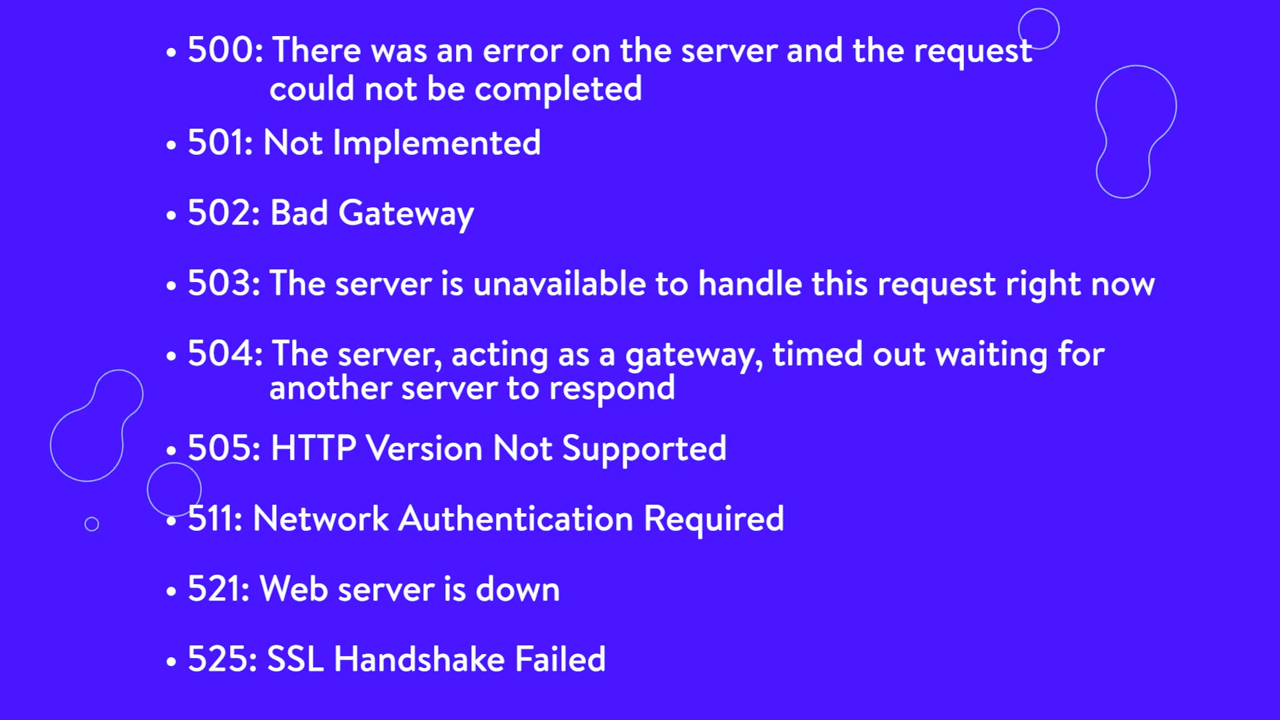 • 500: There was an error on the server and the request
could not be completed
• 501: Not Implemented
• 502: Bad Gateway
• 503: The server is unavailable to handle this request right now
• 504: The server, acting as a gateway, timed out waiting for
another server to respond
• 505: HTTP Version Not Supported
• 511: Network Authentication Required
• 521: Web server is down
• 525: SSL Handshake Failed